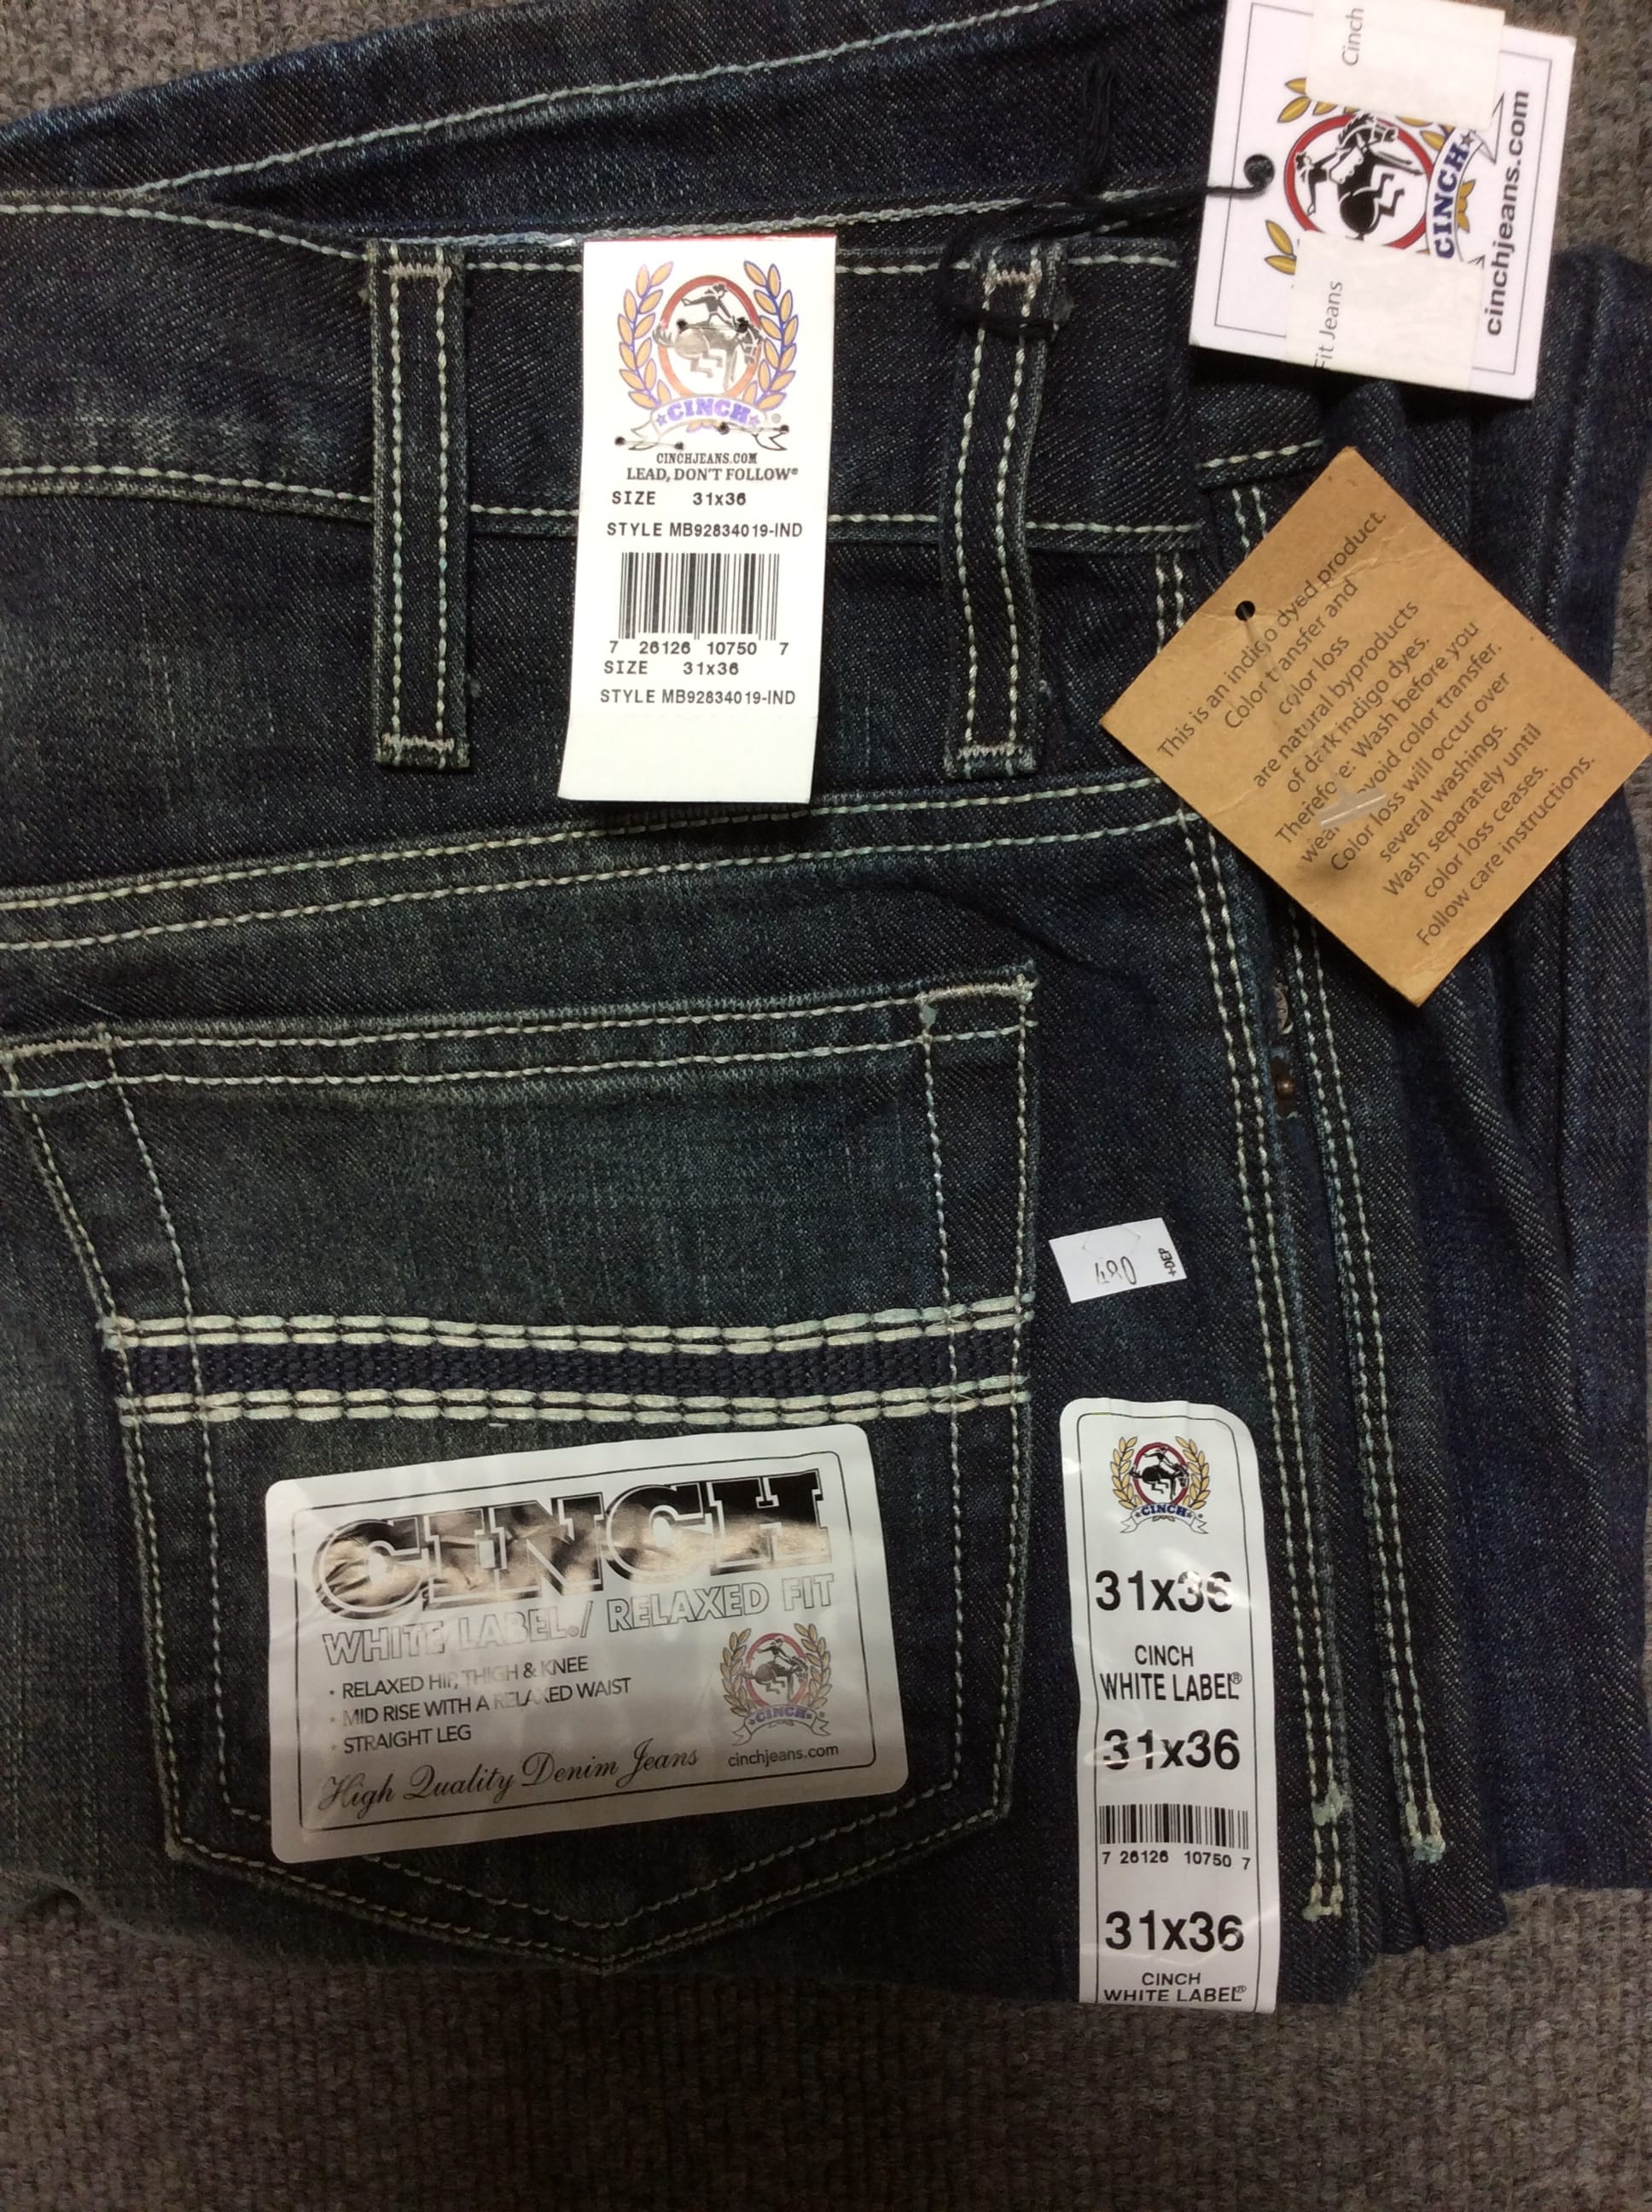 Cinch
CINCH
cinchjeans.com
Fit Jeans
CINCH
CINCHJEANS.COM
LEAD, DON'T FOLLOW®
SIZE 31x36
STYLE MB92834019-IND
7 26126 10750 7
SIZE 31x36
STYLE MB92834019-IND
This is an indigo dyed product.
Color transfer and
color loss
are natural byproducts
of dark indigo dyes.
Therefore: Wash before you
wear avoid color transfer.
Color loss will occur over
several washings.
Wash separately until
color loss ceases.
Follow care instructions.
480
CINCH
WHITE LABEL®/ RELAXED FIT
• RELAXED HIP, THIGH & KNEE
• MID RISE WITH A RELAXED WAIST
• STRAIGHT LEG
High Quality Denim Jeans
CINCH®
cinchjeans.com
CINCH®
31x36
CINCH
WHITE LABEL®
31x36
7 26126 10750 7
31x36
CINCH
WHITE LABEL®